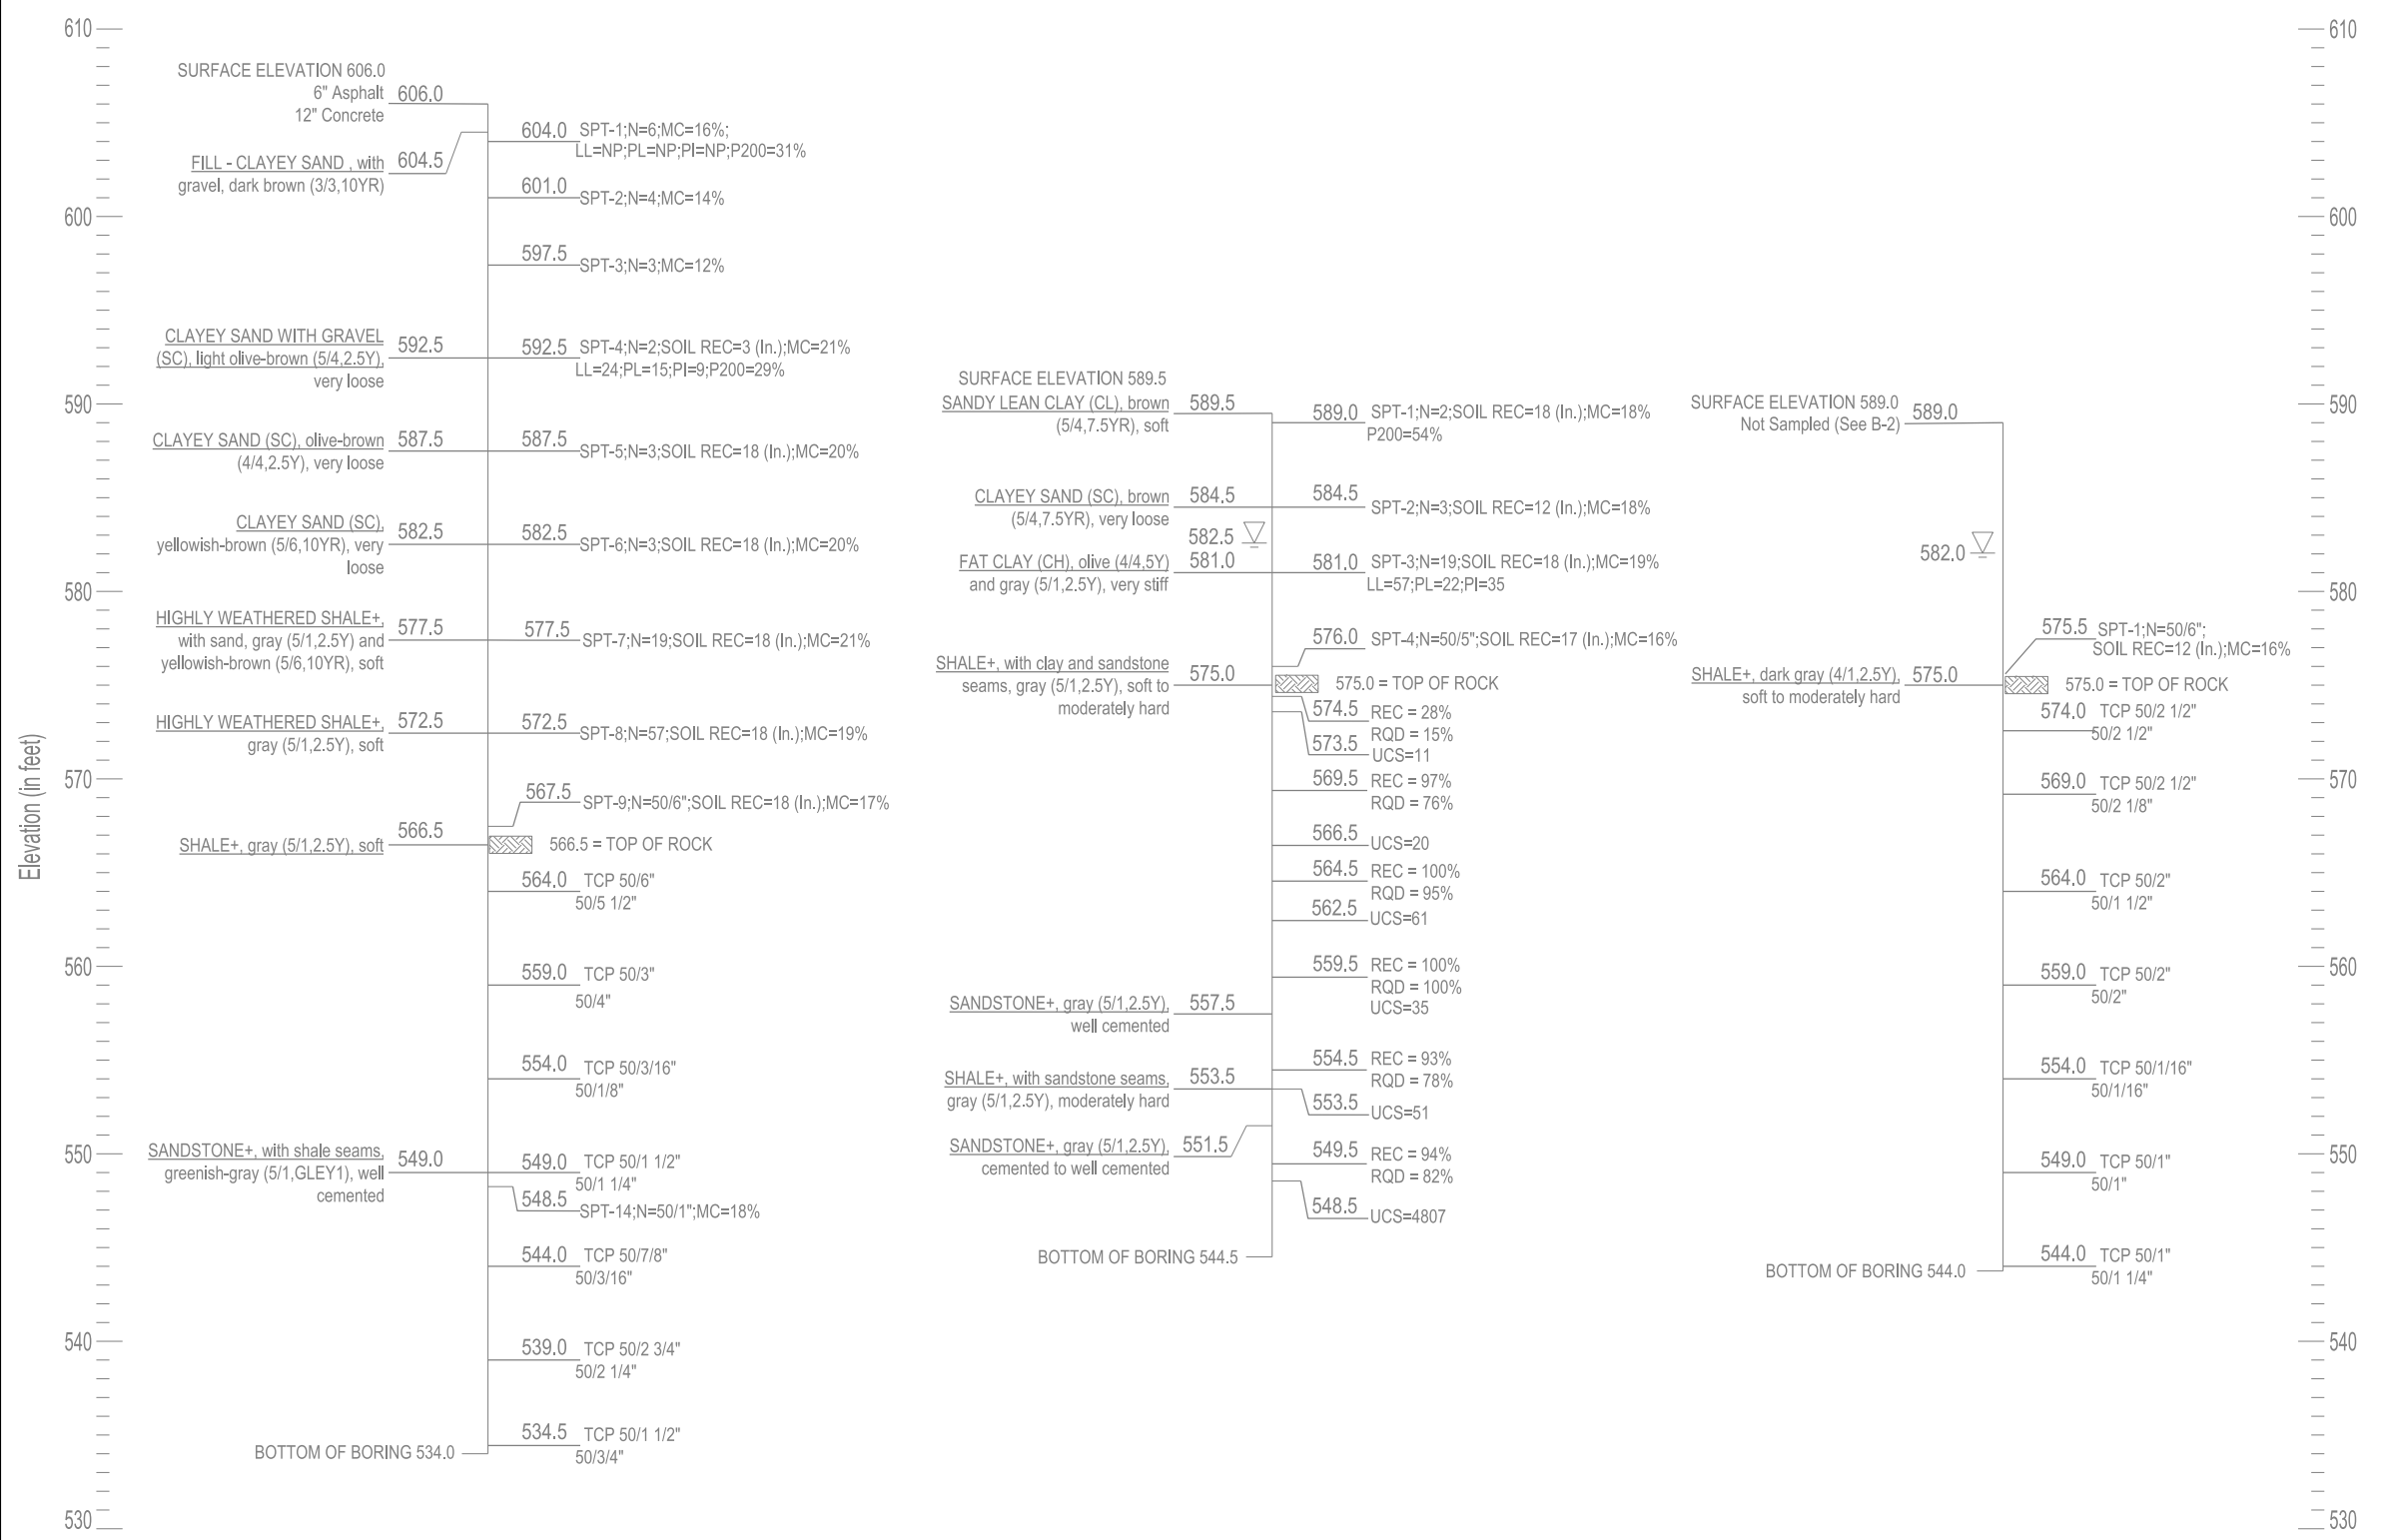 610
600
590
580
570
560
550
540
530
Elevation (in feet)
SURFACE ELEVATION 606.0
6" Asphalt
12" Concrete
606.0
FILL - CLAYEY SAND , with
gravel, dark brown (3/3,10YR)
604.5
604.0
SPT-1;N=6;MC=16%;
LL=NP;PL=NP;PI=NP;P200=31%
601.0
SPT-2;N=4;MC=14%
597.5
SPT-3;N=3;MC=12%
CLAYEY SAND WITH GRAVEL
(SC), light olive-brown (5/4,2.5Y),
very loose
592.5
592.5
SPT-4;N=2;SOIL REC=3 (In.);MC=21%
LL=24;PL=15;PI=9;P200=29%
CLAYEY SAND (SC), olive-brown
(4/4,2.5Y), very loose
587.5
587.5
SPT-5;N=3;SOIL REC=18 (In.);MC=20%
CLAYEY SAND (SC),
yellowish-brown (5/6,10YR), very
loose
582.5
582.5
SPT-6;N=3;SOIL REC=18 (In.);MC=20%
HIGHLY WEATHERED SHALE+,
with sand, gray (5/1,2.5Y) and
yellowish-brown (5/6,10YR), soft
577.5
577.5
SPT-7;N=19;SOIL REC=18 (In.);MC=21%
HIGHLY WEATHERED SHALE+,
gray (5/1,2.5Y), soft
572.5
572.5
SPT-8;N=57;SOIL REC=18 (In.);MC=19%
567.5
SPT-9;N=50/6";SOIL REC=18 (In.);MC=17%
SHALE+, gray (5/1,2.5Y), soft
566.5
566.5 = TOP OF ROCK
564.0
TCP 50/6"
50/5 1/2"
559.0
TCP 50/3"
50/4"
554.0
TCP 50/3/16"
50/1/8"
SANDSTONE+, with shale seams,
greenish-gray (5/1,GLEY1), well
cemented
549.0
549.0
TCP 50/1 1/2"
50/1 1/4"
548.5
SPT-14;N=50/1";MC=18%
544.0
TCP 50/7/8"
50/3/16"
539.0
TCP 50/2 3/4"
50/2 1/4"
534.5
TCP 50/1 1/2"
50/3/4"
BOTTOM OF BORING 534.0
SURFACE ELEVATION 589.5
SANDY LEAN CLAY (CL), brown
(5/4,7.5YR), soft
589.5
589.0
SPT-1;N=2;SOIL REC=18 (In.);MC=18%
P200=54%
CLAYEY SAND (SC), brown
(5/4,7.5YR), very loose
584.5
584.5
SPT-2;N=3;SOIL REC=12 (In.);MC=18%
582.5
FAT CLAY (CH), olive (4/4,5Y)
and gray (5/1,2.5Y), very stiff
581.0
581.0
SPT-3;N=19;SOIL REC=18 (In.);MC=19%
LL=57;PL=22;PI=35
576.0
SPT-4;N=50/5";SOIL REC=17 (In.);MC=16%
SHALE+, with clay and sandstone
seams, gray (5/1,2.5Y), soft to
moderately hard
575.0
575.0 = TOP OF ROCK
574.5
REC = 28%
RQD = 15%
573.5
UCS=11
569.5
REC = 97%
RQD = 76%
566.5
UCS=20
564.5
REC = 100%
RQD = 95%
562.5
UCS=61
559.5
REC = 100%
RQD = 100%
UCS=35
SANDSTONE+, gray (5/1,2.5Y),
well cemented
557.5
554.5
REC = 93%
RQD = 78%
SHALE+, with sandstone seams,
gray (5/1,2.5Y), moderately hard
553.5
553.5
UCS=51
SANDSTONE+, gray (5/1,2.5Y),
cemented to well cemented
551.5
549.5
REC = 94%
RQD = 82%
548.5
UCS=4807
BOTTOM OF BORING 544.5
SURFACE ELEVATION 589.0
Not Sampled (See B-2)
589.0
582.0
575.5
SPT-1;N=50/6";
SOIL REC=12 (In.);MC=16%
SHALE+, dark gray (4/1,2.5Y),
soft to moderately hard
575.0
575.0 = TOP OF ROCK
574.0
TCP 50/2 1/2"
50/2 1/2"
569.0
TCP 50/2 1/2"
50/2 1/8"
564.0
TCP 50/2"
50/1 1/2"
559.0
TCP 50/2"
50/2"
554.0
TCP 50/1/16"
50/1/16"
549.0
TCP 50/1"
50/1"
544.0
TCP 50/1"
50/1 1/4"
BOTTOM OF BORING 544.0
610
600
590
580
570
560
550
540
530